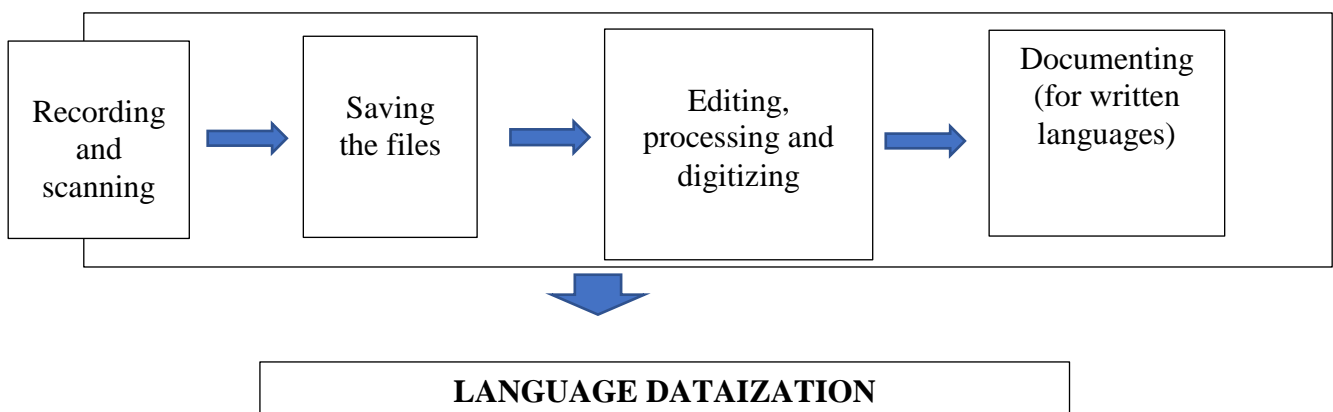 Recording
and
scanning
Saving
the files
Editing,
processing and
digitizing
Documenting
(for written
languages)
LANGUAGE DATAIZATION